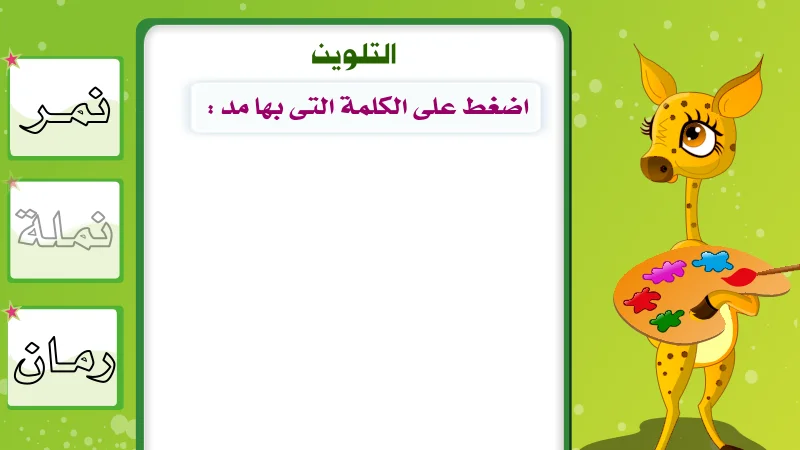 التلوين
اضغط على الكلمة التى بها مد :
نمر
نملة
رمان